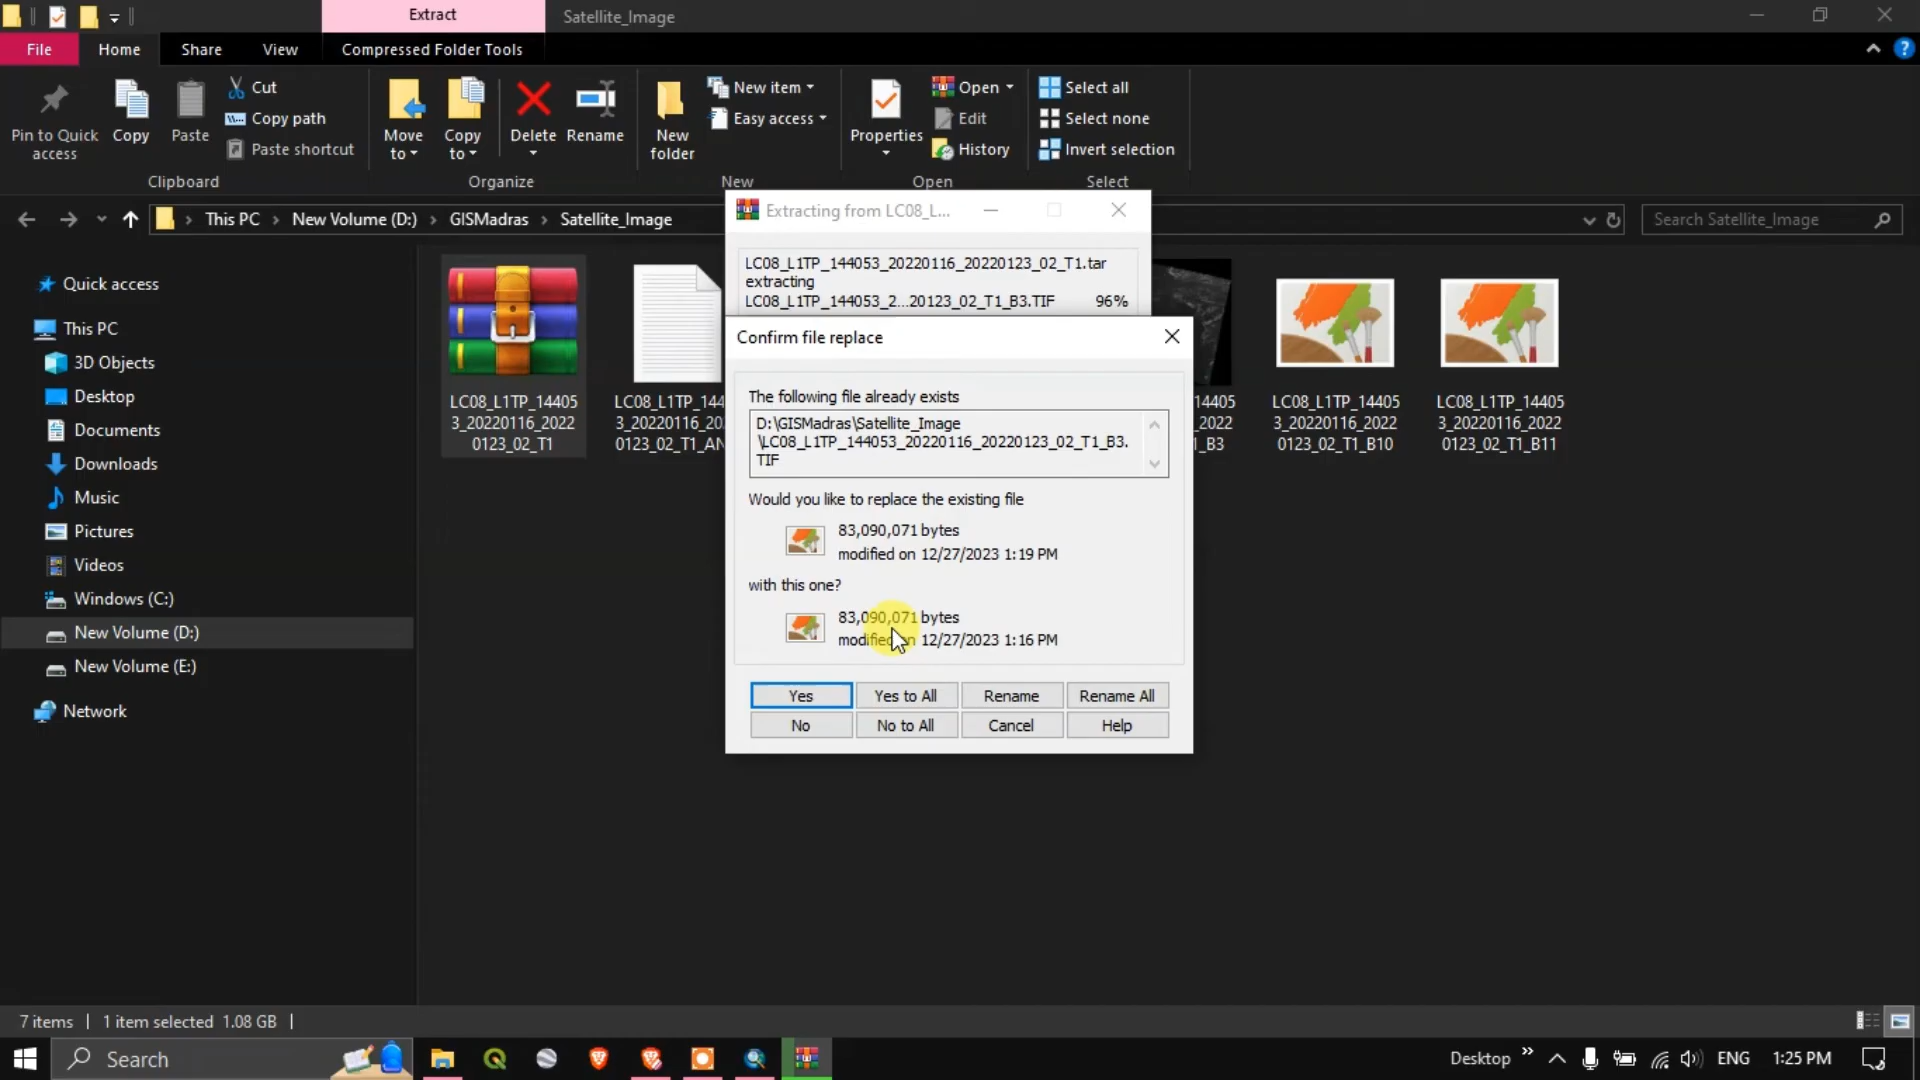 Extract
Satellite_Image
File
Home
Share
View
Compressed Folder Tools
Pin to Quick
access
Copy
Paste
Cut
Copy path
Paste shortcut
Move
to
Copy
to
Delete
Rename
New
folder
New item
Easy access
Properties
Open
Edit
History
Select all
Select none
Invert selection
Clipboard
Organize
New
Open
Select
This PC
New Volume (D:)
GISMadras
Satellite_Image
Search Satellite_Image
Extracting from LC08_L...
LC08_L1TP_144053_20220116_20220123_02_T1.tar
extracting
LC08_L1TP_144053_2...20123_02_T1_B3.TIF 96%
Confirm file replace
The following file already exists
D:\GISMadras\Satellite_Image
\LC08_L1TP_144053_20220116_20220123_02_T1_B3.
TIF
Would you like to replace the existing file
83,090,071 bytes
modified on 12/27/2023 1:19 PM
with this one?
83,090,071 bytes
modified on 12/27/2023 1:16 PM
Yes
Yes to All
Rename
Rename All
No
No to All
Cancel
Help
Quick access
This PC
3D Objects
Desktop
Documents
Downloads
Music
Pictures
Videos
Windows (C:)
New Volume (D:)
New Volume (E:)
Network
LC08_L1TP_14405
3_20220116_2022
0123_02_T1
LC08_L1TP_144
3_20220116_20
0123_02_T1_AN
14405
2022
1_B3
LC08_L1TP_14405
3_20220116_2022
0123_02_T1_B10
LC08_L1TP_14405
3_20220116_2022
0123_02_T1_B11
7 items
1 item selected 1.08 GB
Search
Desktop
ENG
1:25 PM